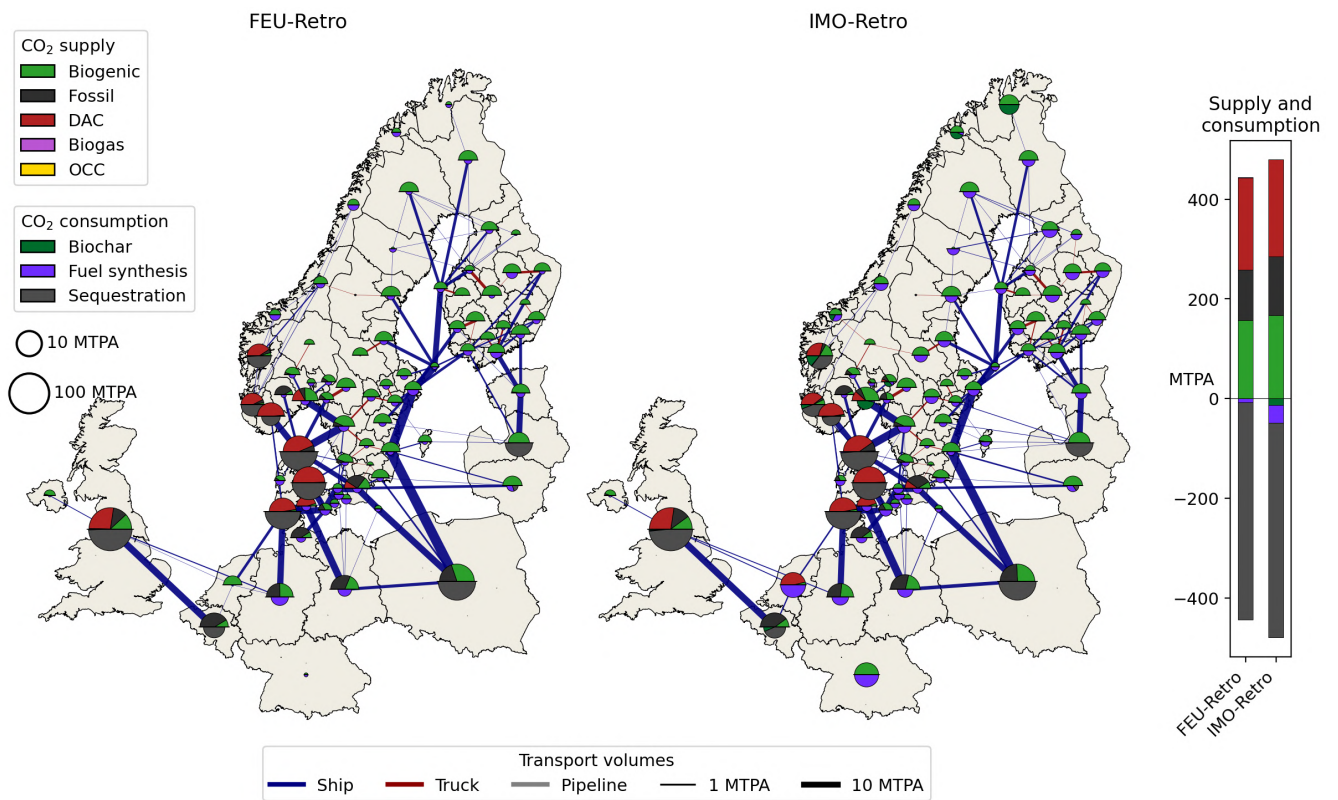 FEU-Retro
IMO-Retro
CO₂ supply
Biogenic
Fossil
DAC
Biogas
OCC
CO₂ consumption
Biochar
Fuel synthesis
Sequestration
10 MTPA
100 MTPA
Supply and
consumption
400
200
MTPA
0
−200
−400
FEU-Retro
IMO-Retro
Transport volumes
Ship
Truck
Pipeline
1 MTPA
10 MTPA